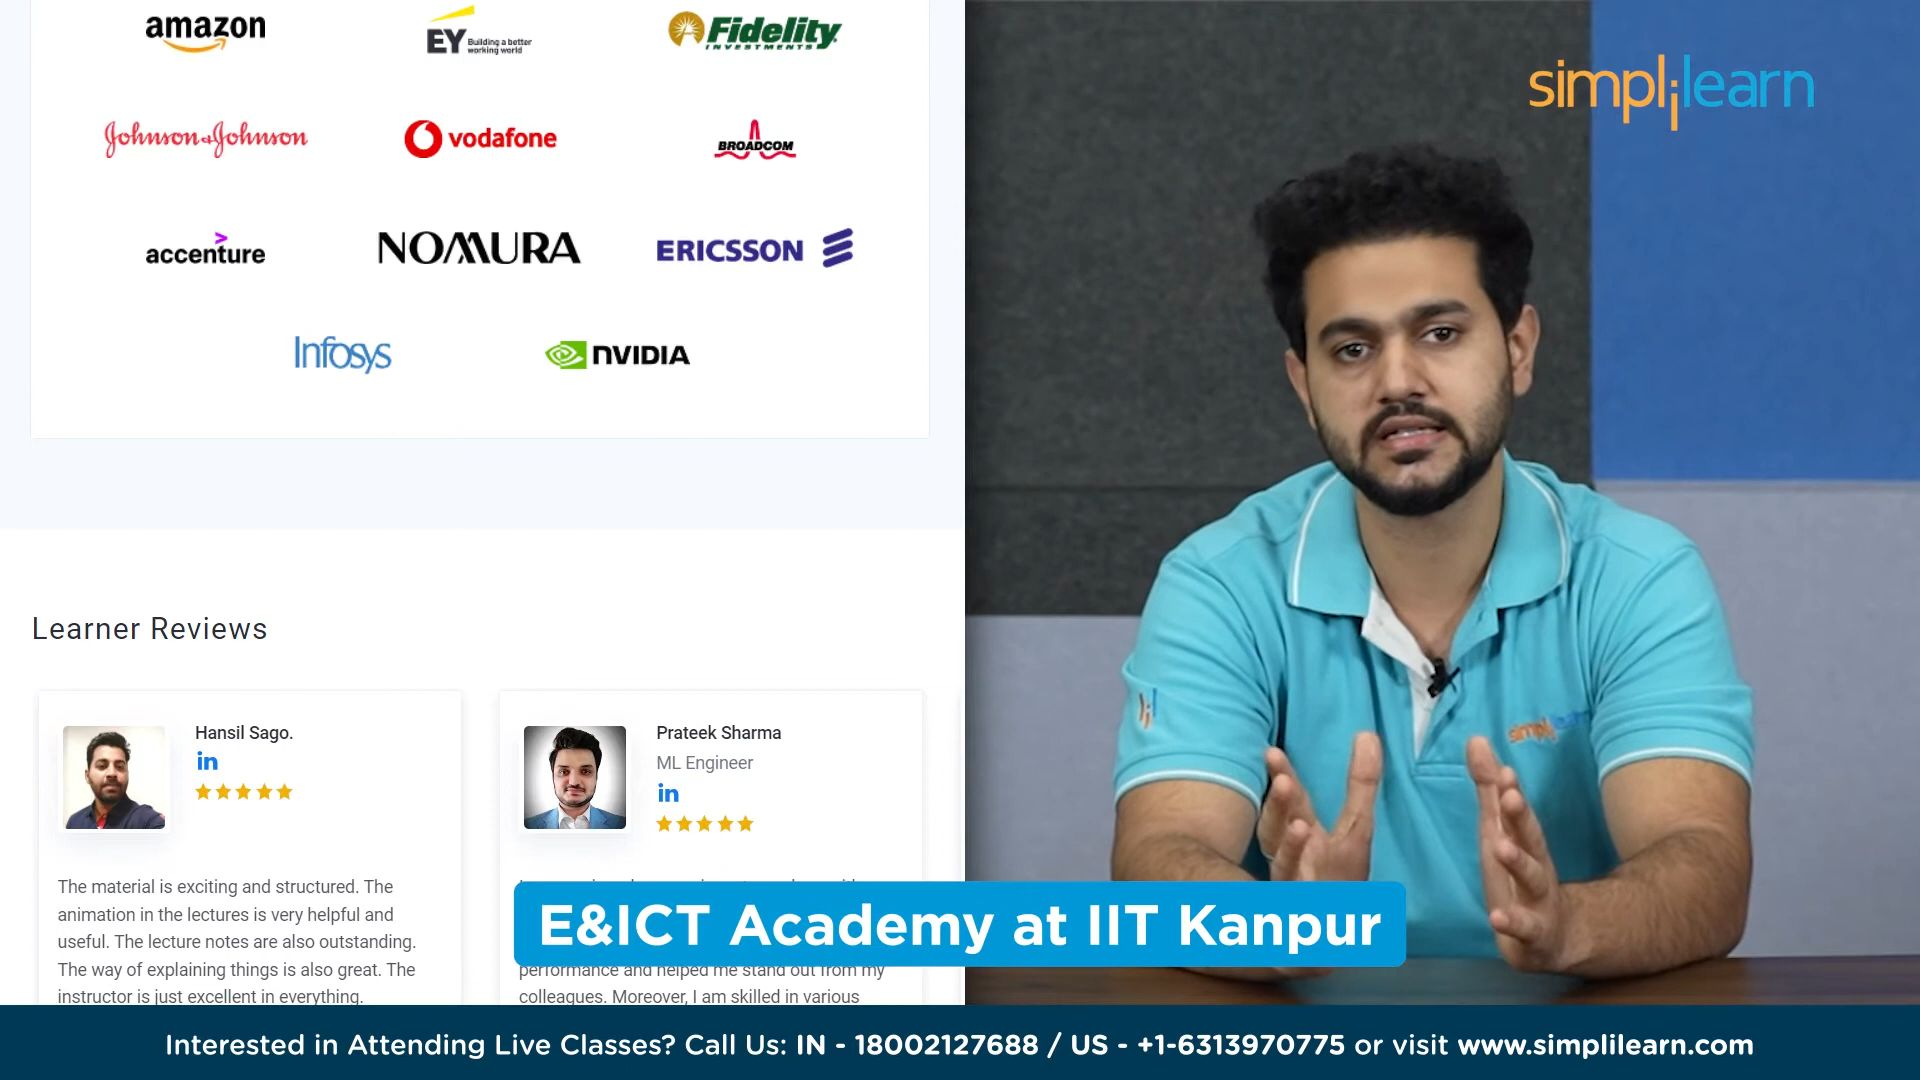 amazon
EY Building a better
working world
Fidelity
INVESTMENTS
simplilearn
Johnson & Johnson
vodafone
BROADCOM
accenture
NOMURA
ERICSSON
Infosys
NVIDIA
Learner Reviews
Hansil Sago.
in
Prateek Sharma
ML Engineer
in
The material is exciting and structured. The
animation in the lectures is very helpful and
useful. The lecture notes are also outstanding.
The way of explaining things is also great. The
instructor is just excellent in everything.
performance and helped me stand out from my
colleagues. Moreover, I am skilled in various
simplilearn
E&ICT Academy at IIT Kanpur
Interested in Attending Live Classes? Call Us: IN - 18002127688 / US - +1-6313970775 or visit www.simplilearn.com